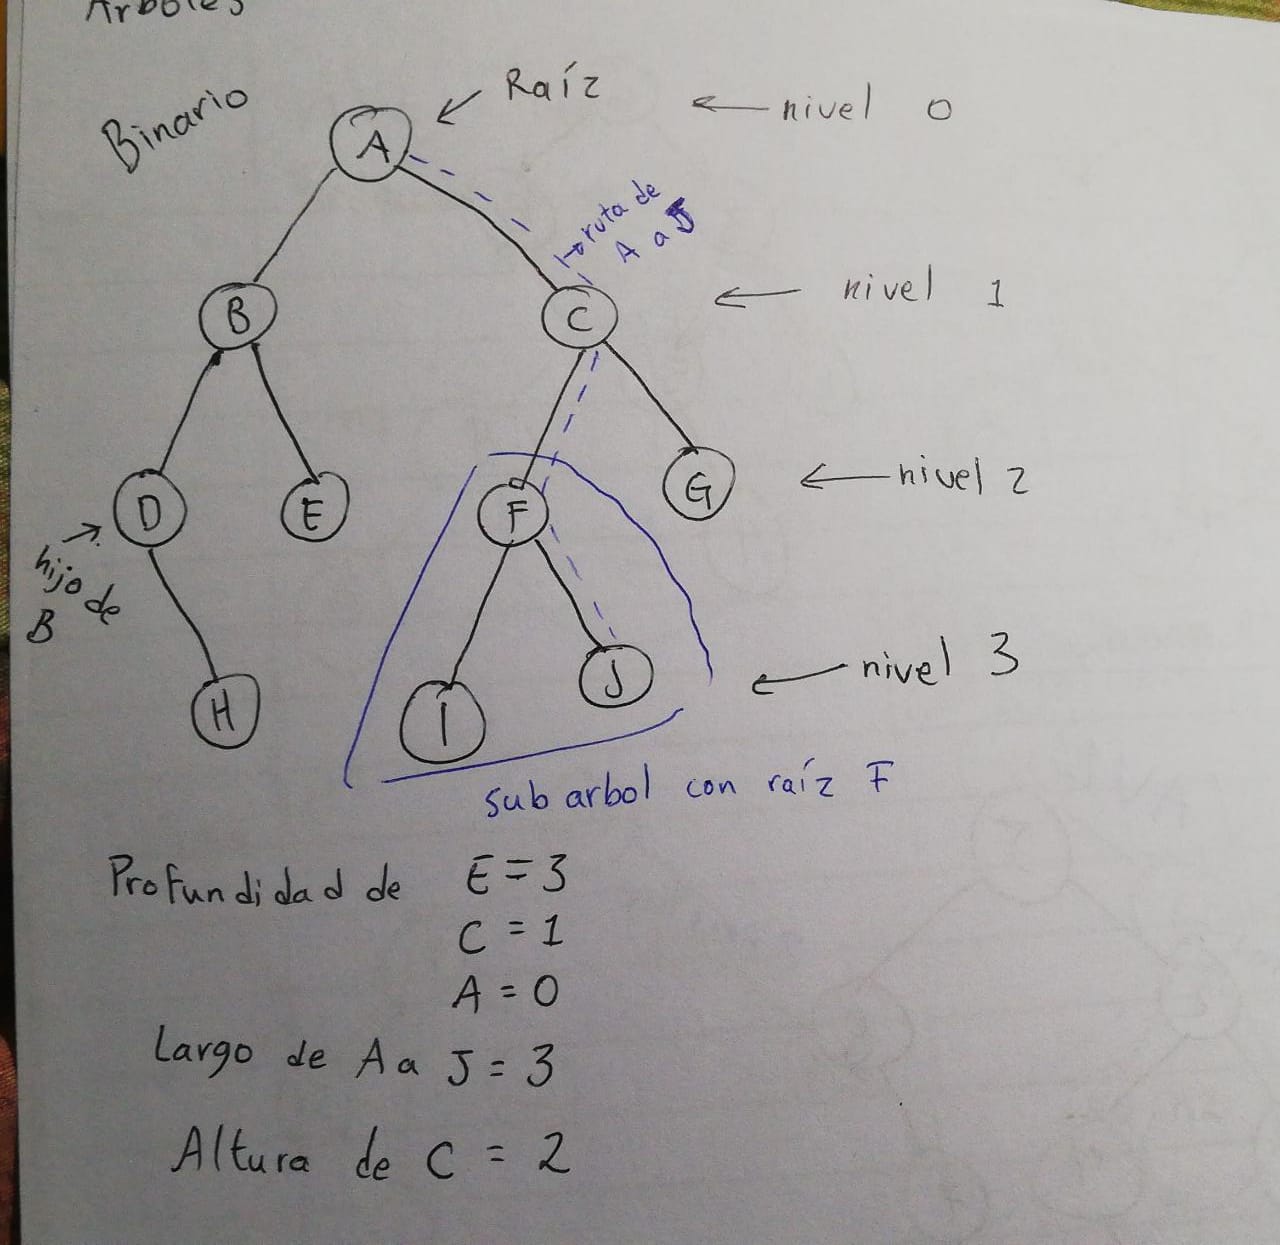 Arboles
Binario
Raíz
nivel 0
A
ruta de
A a J
B
C
nivel 1
D
E
F
G
nivel 2
hijo de
B
H
I
J
nivel 3
sub arbol con raíz F
Profundidad de E = 3
C = 1
A = 0
Largo de A a J = 3
Altura de C = 2